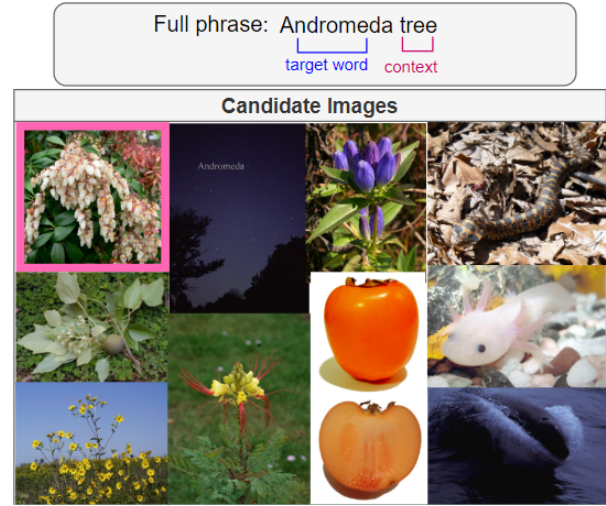 Full phrase: Andromeda tree
target word context
Candidate Images
Andromeda